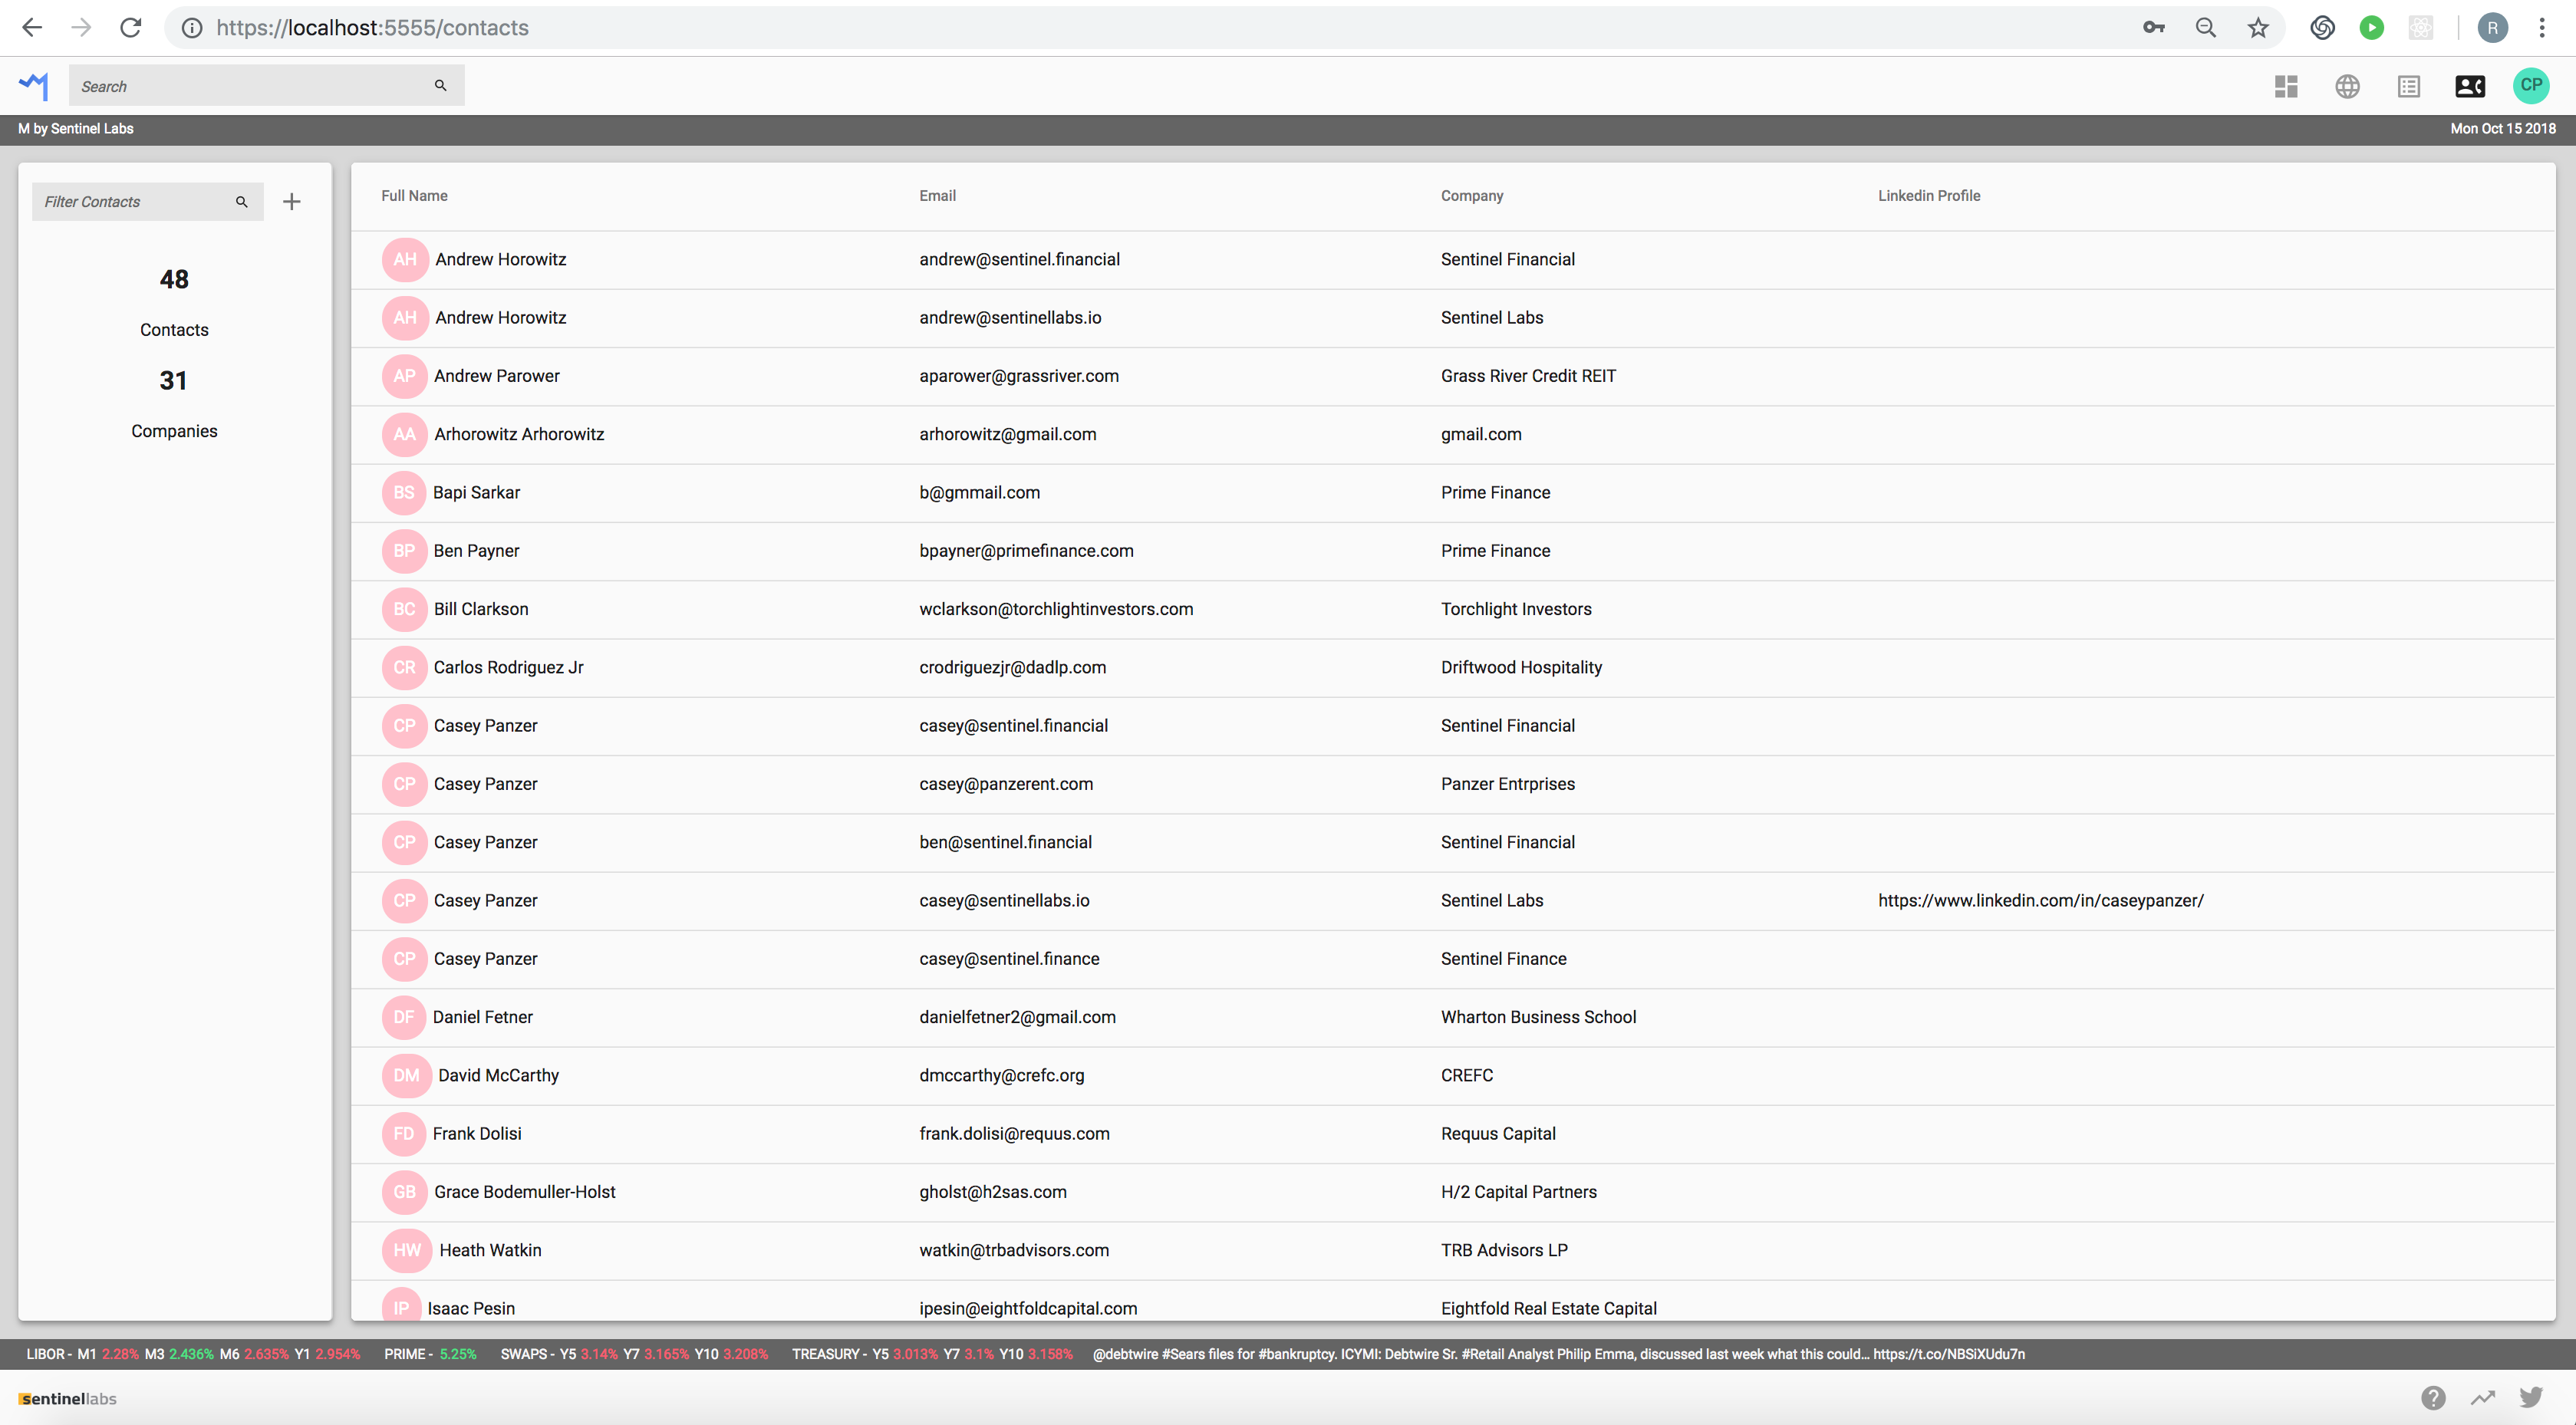 https://localhost:5555/contacts
R
Search
CP
M by Sentinel Labs
Mon Oct 15 2018
Filter Contacts
48
Contacts
31
Companies
Full Name Email Company Linkedin Profile
AH Andrew Horowitz andrew@sentinel.financial Sentinel Financial
AH Andrew Horowitz andrew@sentinellabs.io Sentinel Labs
AP Andrew Parower aparower@grassriver.com Grass River Credit REIT
AA Arhorowitz Arhorowitz arhorowitz@gmail.com gmail.com
BS Bapi Sarkar b@gmmail.com Prime Finance
BP Ben Payner bpayner@primefinance.com Prime Finance
BC Bill Clarkson wclarkson@torchlightinvestors.com Torchlight Investors
CR Carlos Rodriguez Jr crodriguezjr@dadlp.com Driftwood Hospitality
CP Casey Panzer casey@sentinel.financial Sentinel Financial
CP Casey Panzer casey@panzerent.com Panzer Entrprises
CP Casey Panzer ben@sentinel.financial Sentinel Financial
CP Casey Panzer casey@sentinellabs.io Sentinel Labs https://www.linkedin.com/in/caseypanzer/
CP Casey Panzer casey@sentinel.finance Sentinel Finance
DF Daniel Fetner danielfetner2@gmail.com Wharton Business School
DM David McCarthy dmccarthy@crefc.org CREFC
FD Frank Dolisi frank.dolisi@requus.com Requus Capital
GB Grace Bodemuller-Holst gholst@h2sas.com H/2 Capital Partners
HW Heath Watkin watkin@trbadvisors.com TRB Advisors LP
IP Isaac Pesin ipesin@eightfoldcapital.com Eightfold Real Estate Capital
LIBOR - M1 2.28% M3 2.436% M6 2.635% Y1 2.954% PRIME - 5.25% SWAPS - Y5 3.14% Y7 3.165% Y10 3.208% TREASURY - Y5 3.013% Y7 3.1% Y10 3.158% @debtwire #Sears files for #bankruptcy. ICYMI: Debtwire Sr. #Retail Analyst Philip Emma, discussed last week what this could... https://t.co/NBSiXUdu7n
sentinellabs